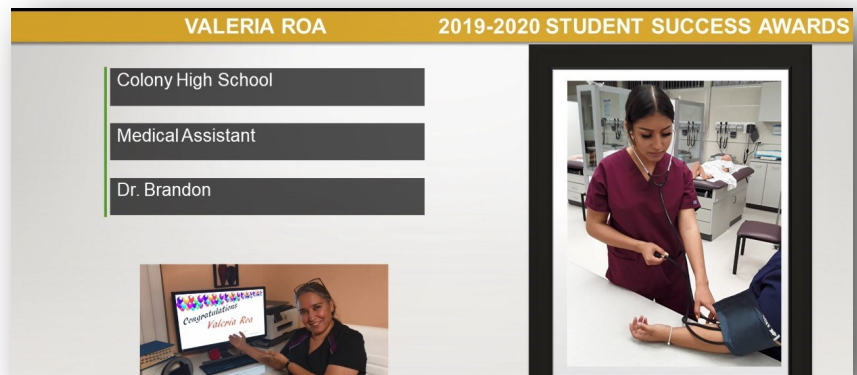 VALERIA ROA
2019-2020 STUDENT SUCCESS AWARDS
Colony High School
Medical Assistant
Dr. Brandon
Congratulations
Valeria Roa